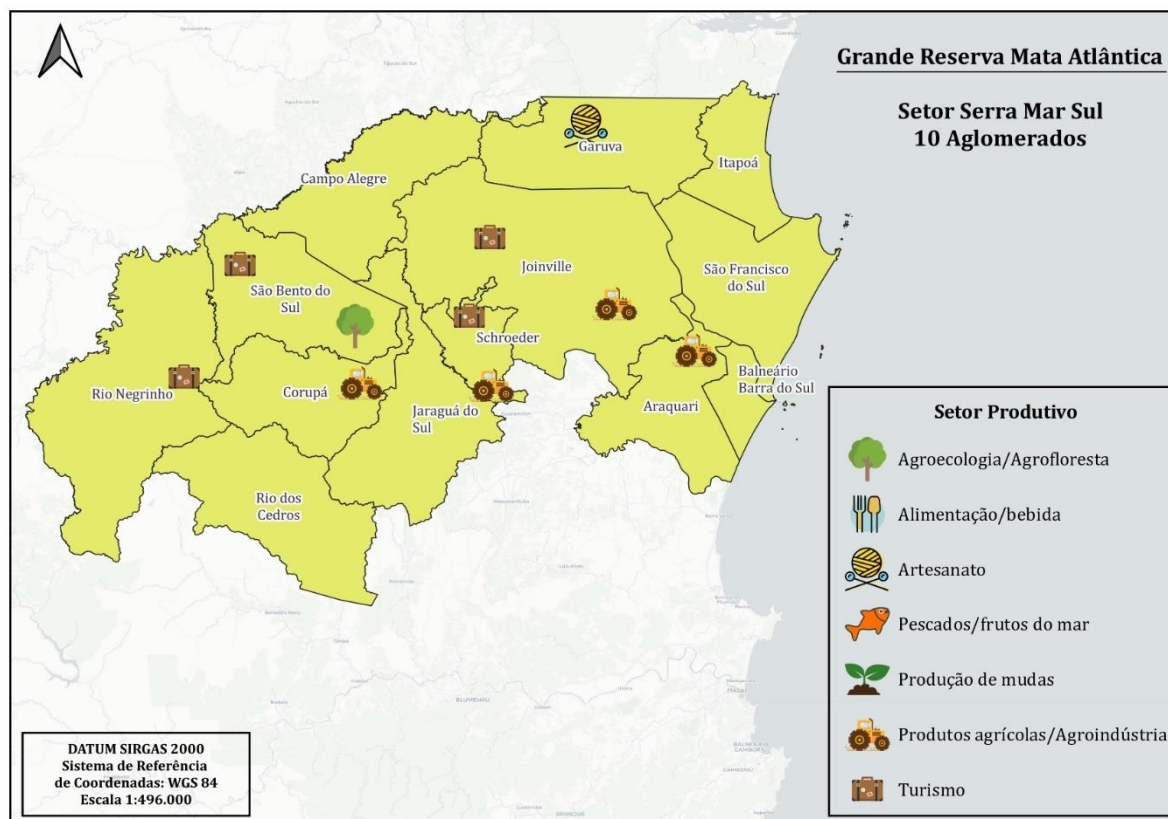 Grande Reserva Mata Atlântica
Setor Serra Mar Sul
10 Aglomerados
Garuva
Itapoá
Campo Alegre
Joinville
São Francisco
do Sul
São Bento do
Sul
Schroeder
Balneário
Barra do Sul
Rio Negrinho
Corupá
Jaraguá do
Sul
Araquari
Rio dos
Cedros
BLUMENAU
Setor Produtivo
Agroecologia/Agrofloresta
Alimentação/bebida
Artesanato
Pescados/frutos do mar
Produção de mudas
Produtos agrícolas/Agroindústria
Turismo
DATUM SIRGAS 2000
Sistema de Referência
de Coordenadas: WGS 84
Escala 1:496.000